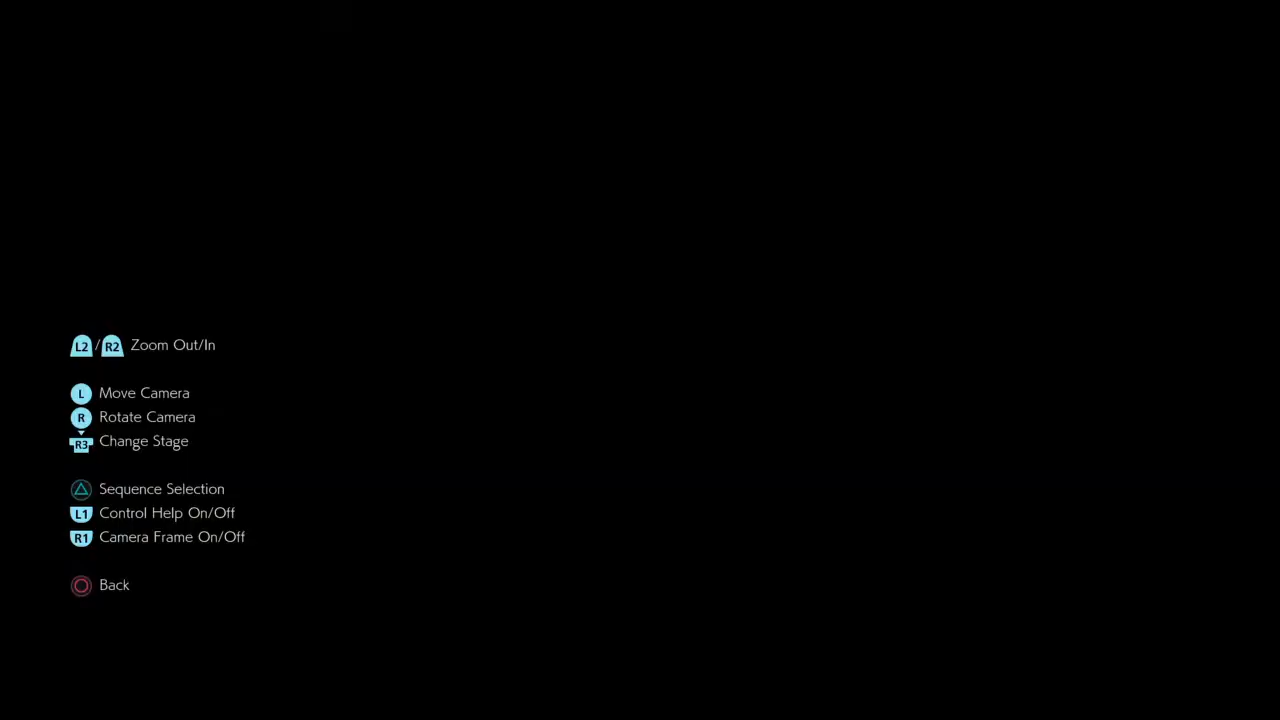 L2/R2 Zoom Out/In
L Move Camera
R Rotate Camera
R3 Change Stage
Sequence Selection
L1 Control Help On/Off
R1 Camera Frame On/Off
Back